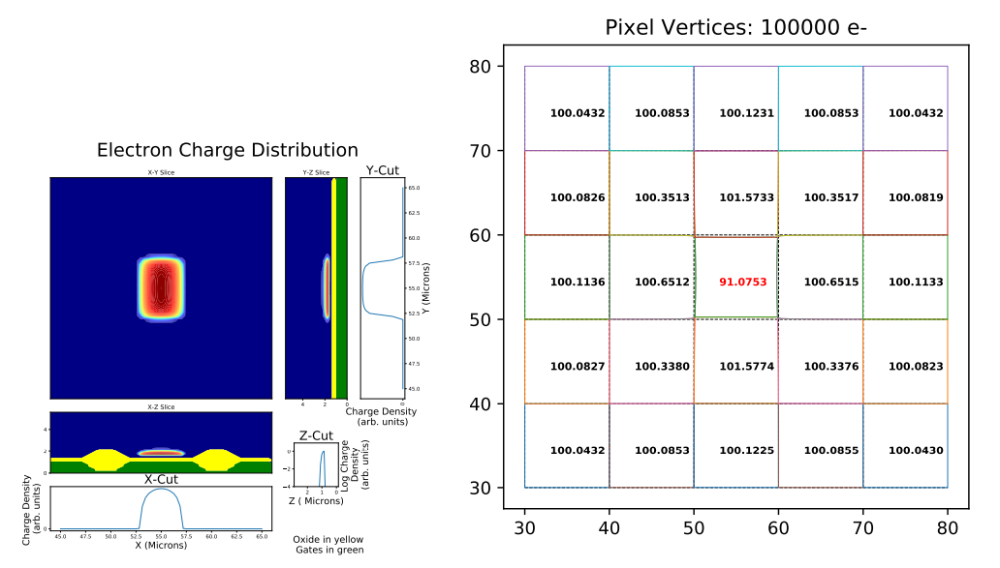 Electron Charge Distribution
X-Y Slice
Y-Z Slice
Y-Cut
65.0
62.5
60.0
57.5
55.0
52.5
50.0
47.5
45.0
Y (Microns)
4 2 0
0
Charge Density
(arb. units)
X-Z Slice
4
2
0
X-Cut
Charge Density
(arb. units)
0
45.0 47.5 50.0 52.5 55.0 57.5 60.0 62.5 65.0
X (Microns)
Z-Cut
0
−2
−4
2 1 0
Z ( Microns)
Log Charge
Density
(arb. units)
Oxide in yellow
Gates in green
Pixel Vertices: 100000 e-
80
70
60
50
40
30
100.0432 100.0853 100.1231 100.0853 100.0432
100.0826 100.3513 101.5733 100.3517 100.0819
100.1136 100.6512 91.0753 100.6515 100.1133
100.0827 100.3380 101.5774 100.3376 100.0823
100.0432 100.0853 100.1225 100.0855 100.0430
30 40 50 60 70 80